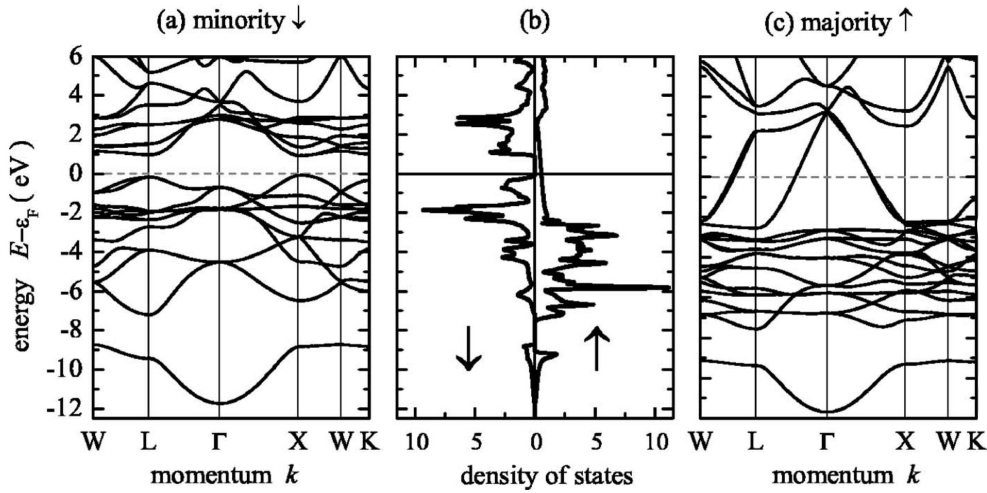 (a) minority ↓
(b)
(c) majority ↑
energy E−ε_F ( eV )
6
4
2
0
-2
-4
-6
-8
-10
-12
W L Γ X W K
10 5 0 5 10
W L Γ X W K
momentum k
density of states
momentum k